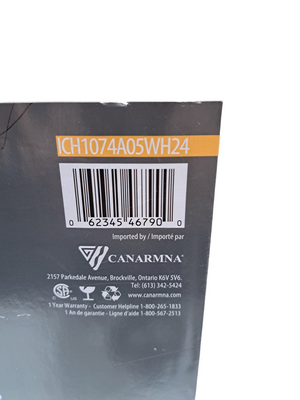 ICH1074A05WH24
0 62345 46790 0
Imported by / Importé par
CANARMNA
2157 Parkedale Avenue, Brockville, Ontario K6V 5V6.
Tel: (613) 342-5424
www.canarmna.com
1 Year Warranty - Customer Helpline 1-800-265-1833
1 An de garantie - Ligne d'aide 1-800-367-2513